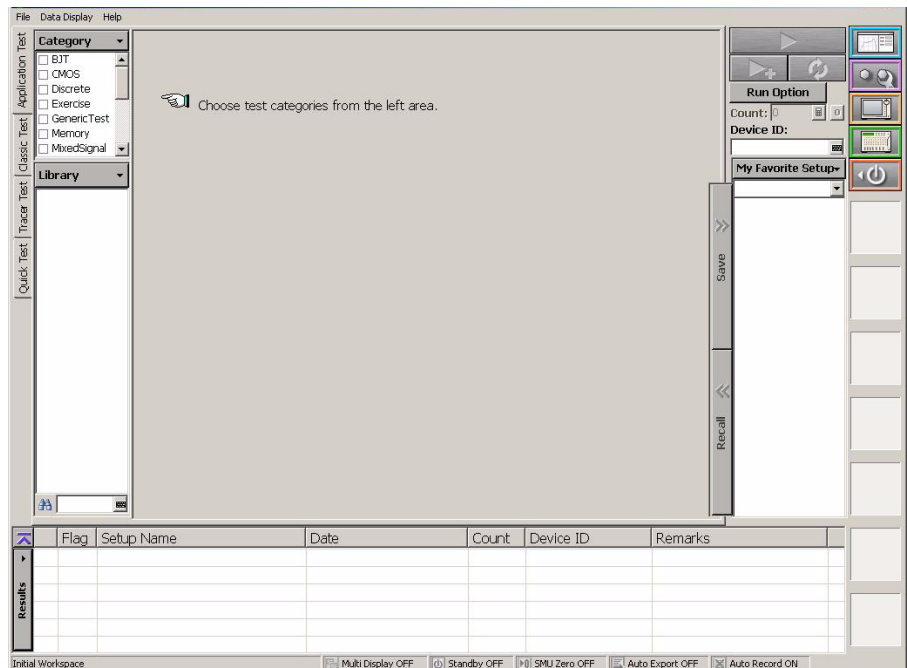 File Data Display Help
Application Test
Classic Test
Tracer Test
Quick Test
Category
BJT
CMOS
Discrete
Exercise
GenericTest
Memory
MixedSignal
Library
Choose test categories from the left area.
Save
Recall
Run Option
Count: 0
0
Device ID:
My Favorite Setup
Results
Flag Setup Name Date Count Device ID Remarks
Initial Workspace Multi Display OFF Standby OFF SMU Zero OFF Auto Export OFF Auto Record ON